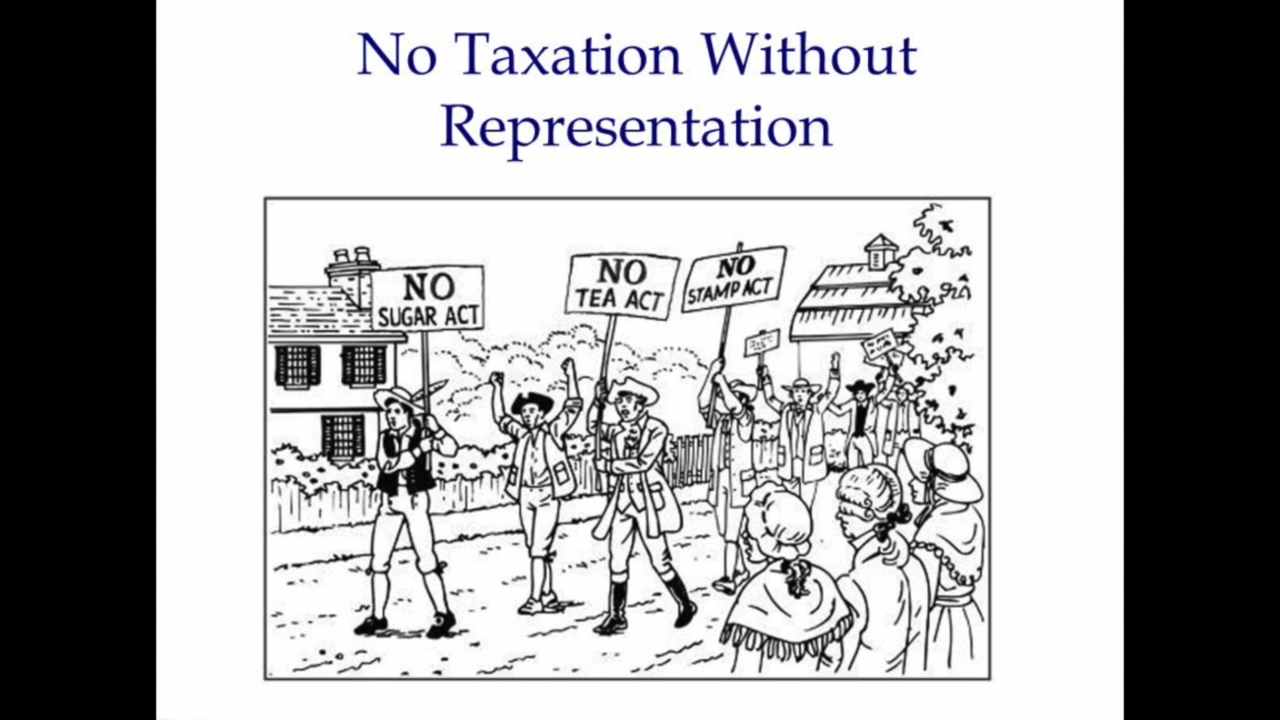 No Taxation Without
Representation
NO
SUGAR ACT
NO
TEA ACT
NO
STAMP ACT